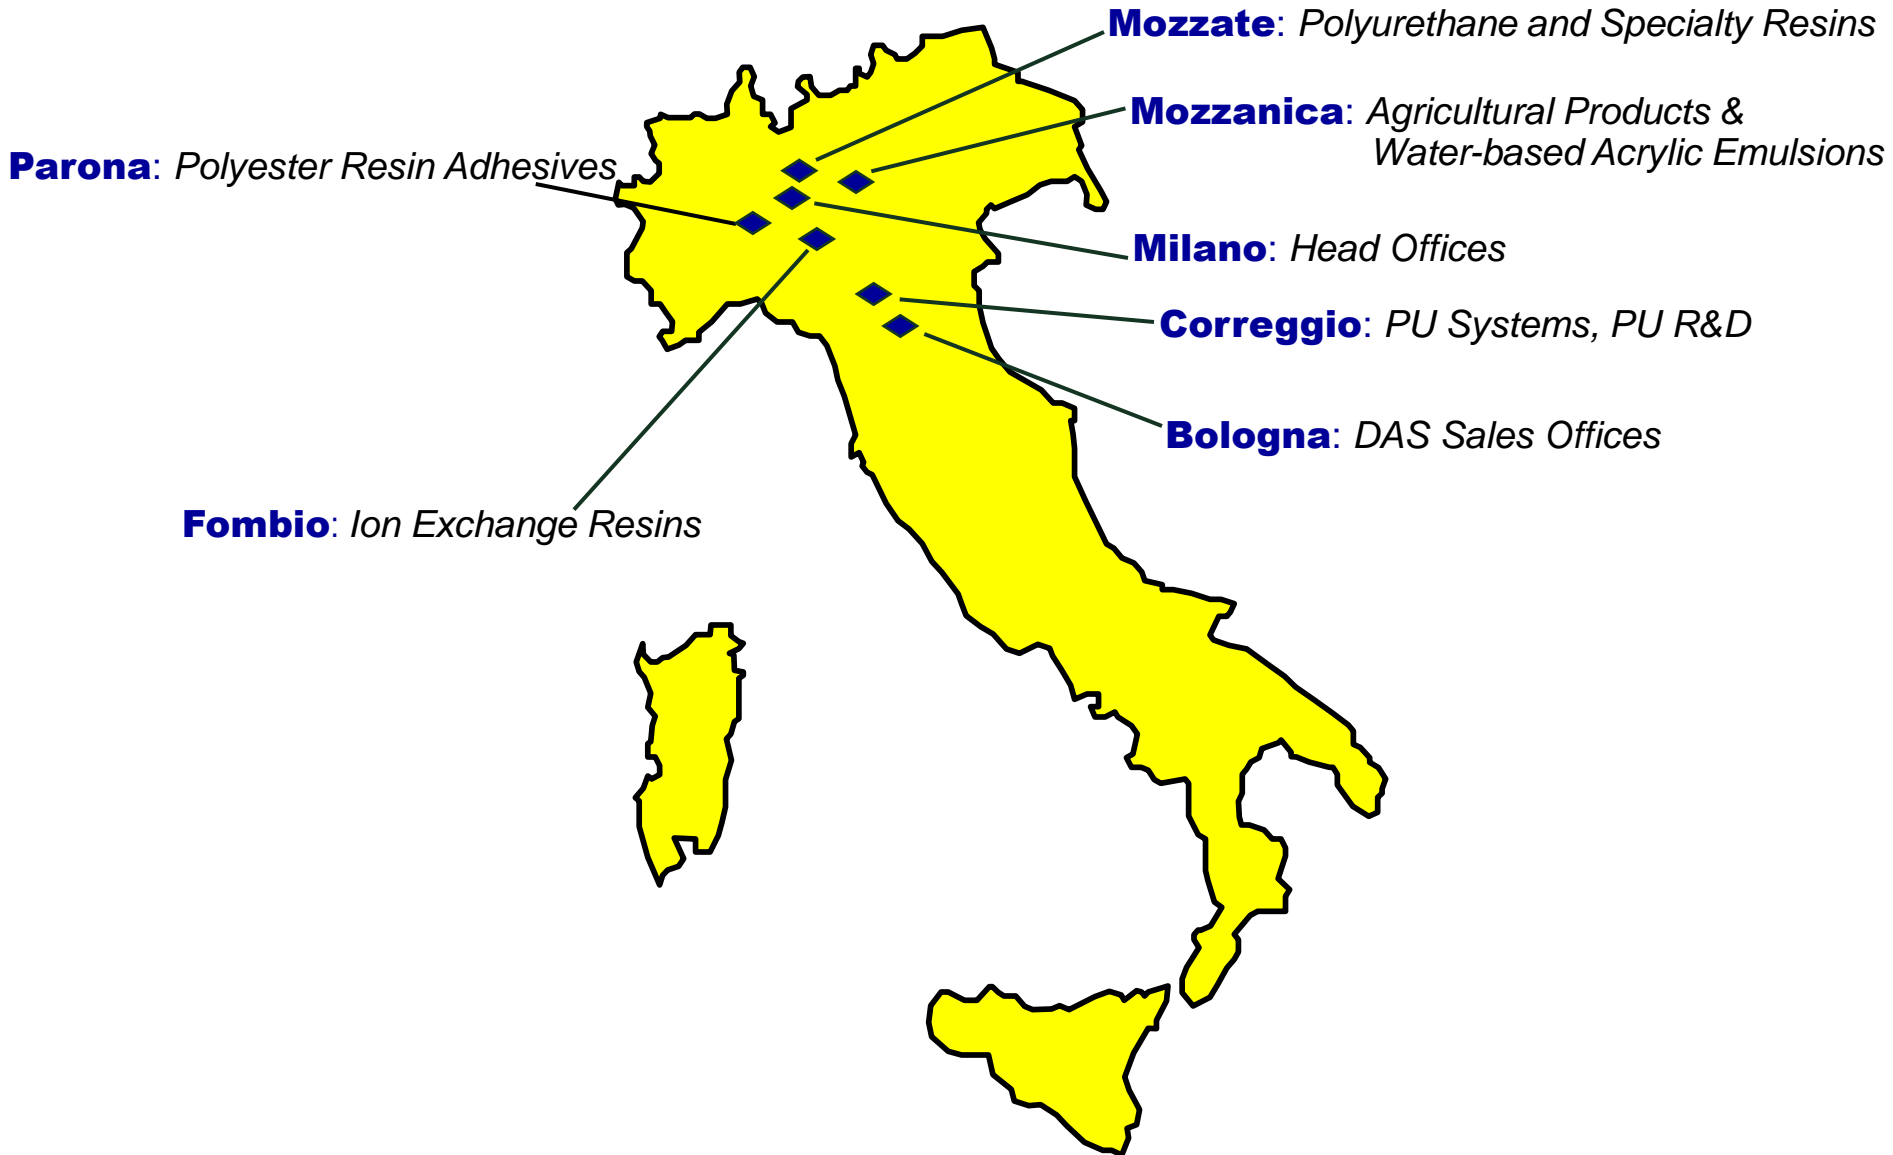 Mozzate: Polyurethane and Specialty Resins
Mozzanica: Agricultural Products &
Water-based Acrylic Emulsions
Parona: Polyester Resin Adhesives
Milano: Head Offices
Correggio: PU Systems, PU R&D
Bologna: DAS Sales Offices
Fombio: Ion Exchange Resins